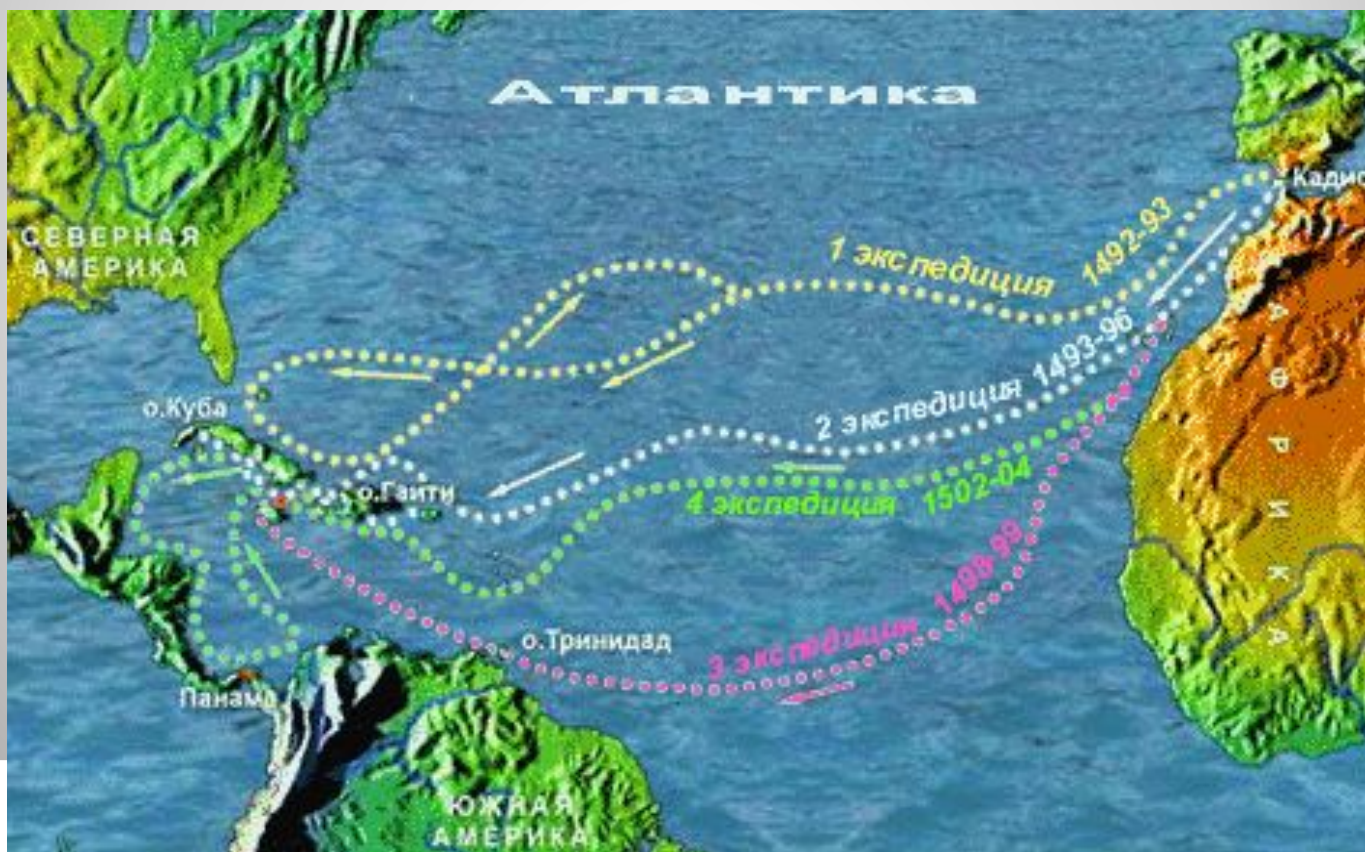 Атлантика
Кадис
1 экспедиция 1492-93
СЕВЕРНАЯ
АМЕРИКА
2 экспедиция 1493-96
АФРИКА
о.Куба
о.Гаити
4 экспедиция 1502-04
3 экспедиция 1498-99
о.Тринидад
Панама
ЮЖНАЯ
АМЕРИКА